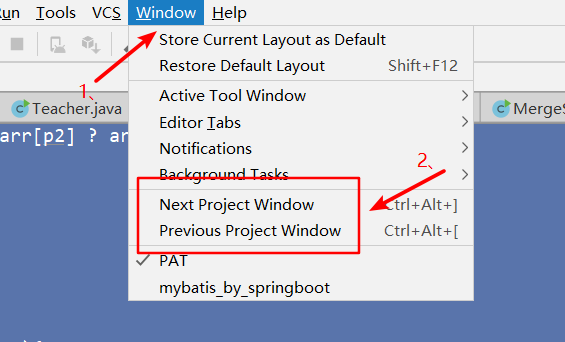 un Tools VCS Window Help
Store Current Layout as Default
Restore Default Layout Shift+F12
1、
Active Tool Window
Teacher.java MergeS
Editor Tabs
arr[p2] ? ar
Notifications
2、
Background Tasks
Next Project Window Ctrl+Alt+]
Previous Project Window Ctrl+Alt+[
PAT
mybatis_by_springboot